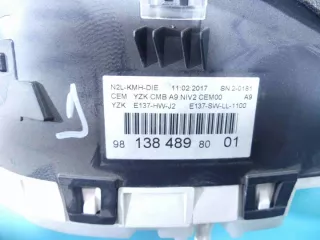 N2L-KMH-DIE 11.02.2017 SN 2-0181
CEM YZK CMB A9 NIV2 CEM00 A9
YZK E137-HW-J2 E137-SW-LL-1100
98 138 489 80 01